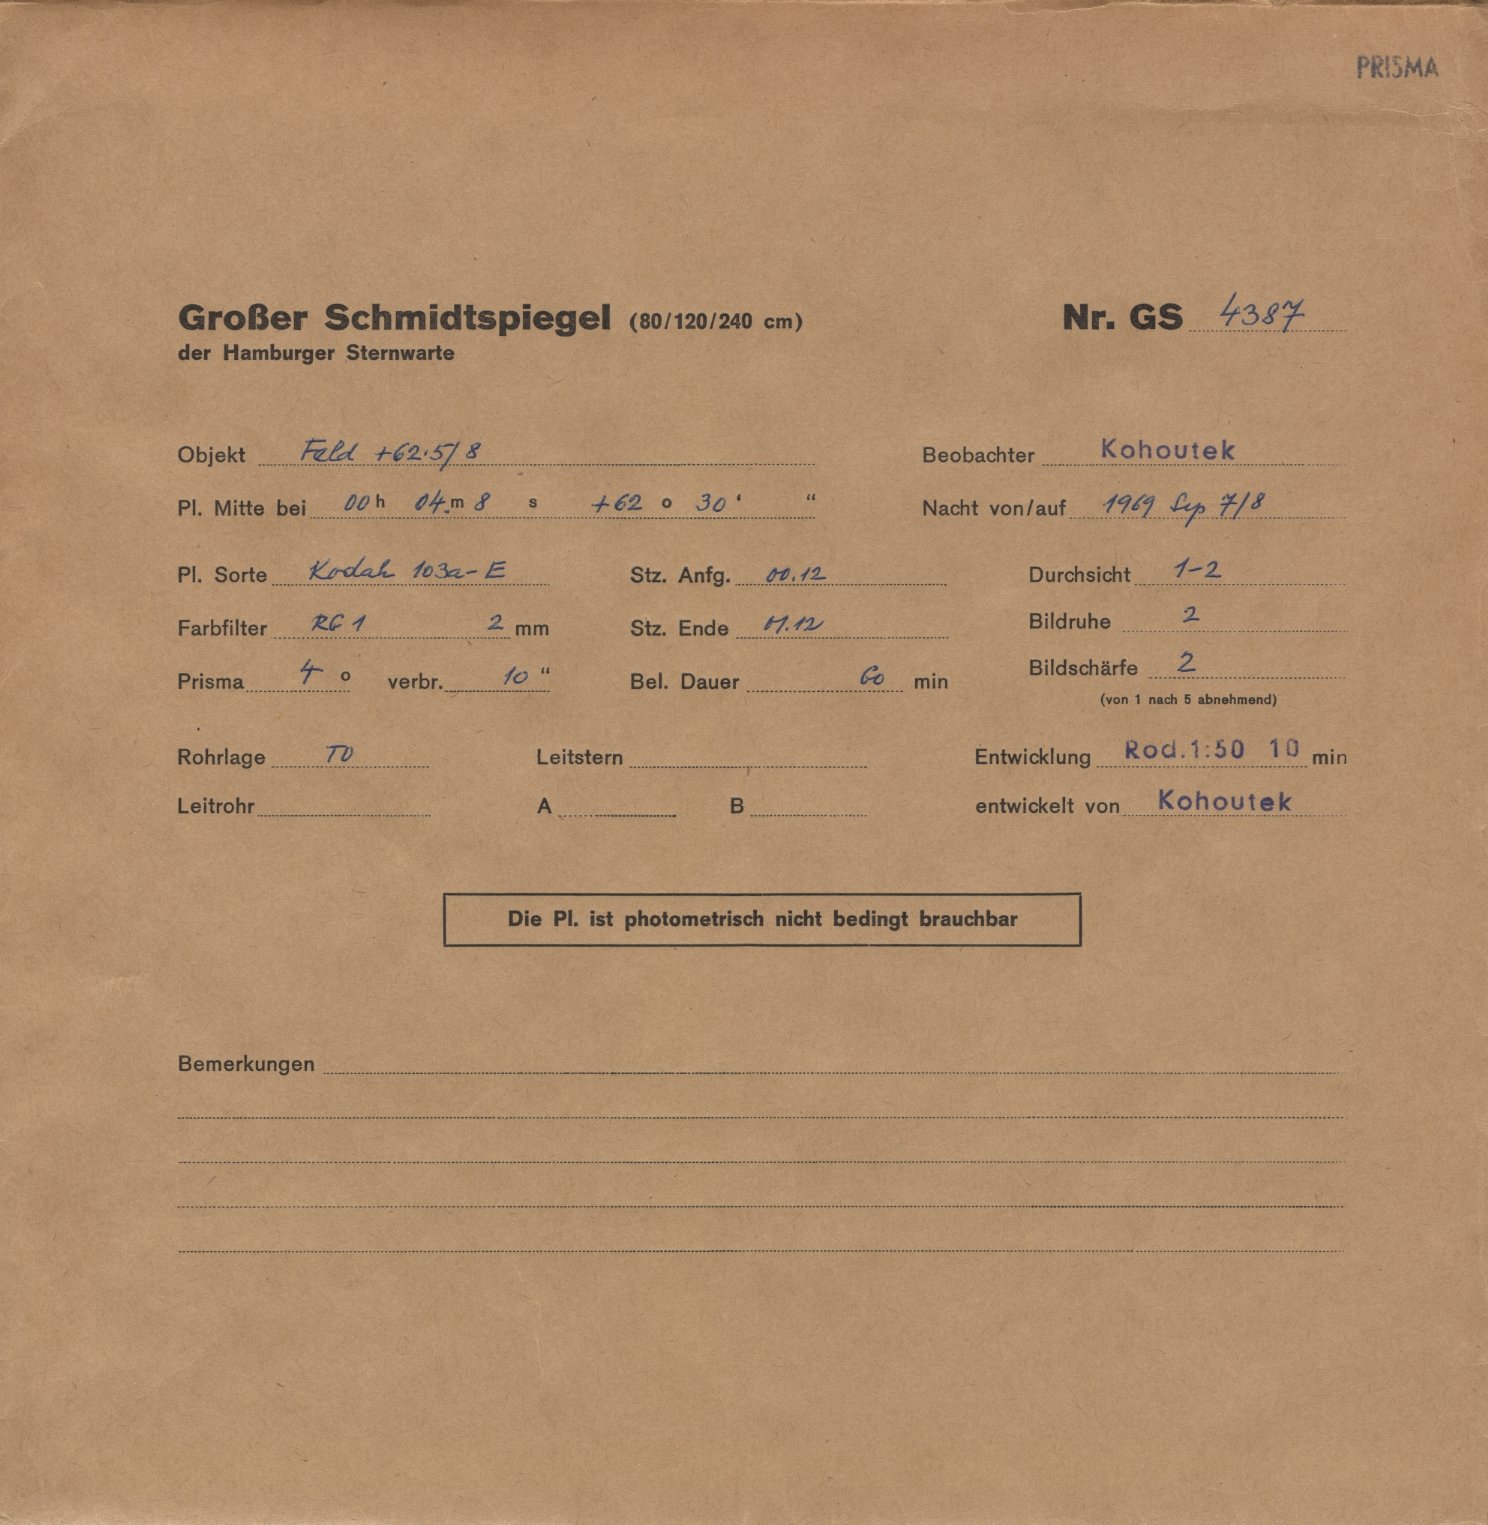 PRISMA
Großer Schmidtspiegel (80/120/240 cm) Nr. GS 4387
der Hamburger Sternwarte
Objekt Feld +62.5/8 Beobachter Kohoutek
Pl. Mitte bei 00 h 04. m 8 s +62 o 30 ‘ “ Nacht von/auf 1969 Sep 7/8
Pl. Sorte Kodak 103a-E Stz. Anfg. 00.12 Durchsicht 1-2
Farbfilter RG 1 2 mm Stz. Ende 01.12 Bildruhe 2
Prisma 4 o verbr. 10 “ Bel. Dauer 60 min Bildschärfe 2
(von 1 nach 5 abnehmend)
Rohrlage TO Leitstern Entwicklung Rod. 1:50 10 min
Leitrohr A B entwickelt von Kohoutek
Die Pl. ist photometrisch nicht bedingt brauchbar
Bemerkungen